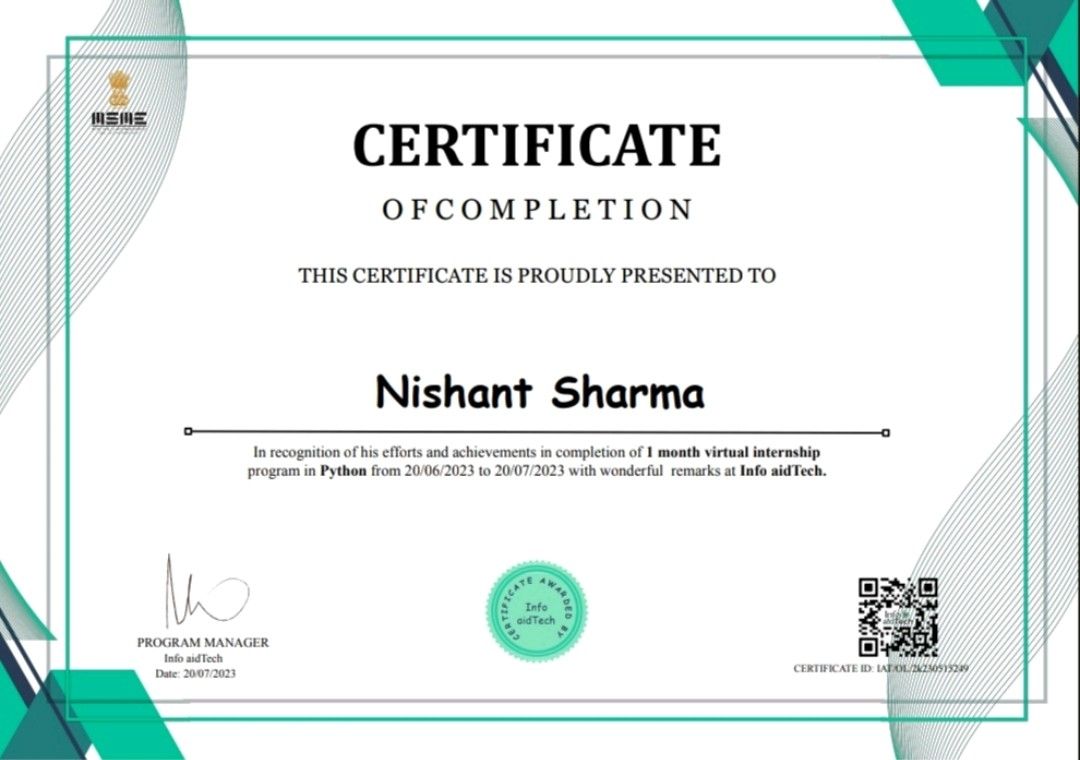 MSME
CERTIFICATE
OFCOMPLETION
THIS CERTIFICATE IS PROUDLY PRESENTED TO
Nishant Sharma
In recognition of his efforts and achievements in completion of 1 month virtual internship
program in Python from 20/06/2023 to 20/07/2023 with wonderful remarks at Info aidTech.
PROGRAM MANAGER
Info aidTech
Date: 20/07/2023
CERTIFICATE AWARDED BY
Info
aidTech
Info
aidTech
CERTIFICATE ID: IAT/OL/2k230515249